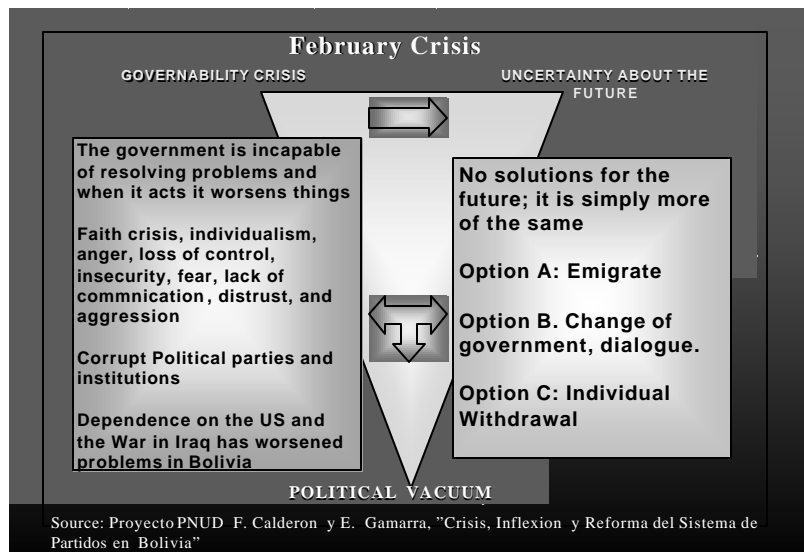 February Crisis
GOVERNABILITY CRISIS
UNCERTAINTY ABOUT THE
FUTURE
The government is incapable
of resolving problems and
when it acts it worsens things
Faith crisis, individualism,
anger, loss of control,
insecurity, fear, lack of
commnication, distrust, and
aggression
Corrupt Political parties and
institutions
Dependence on the US and
the War in Iraq has worsened
problems in Bolivia
No solutions for the
future; it is simply more
of the same
Option A: Emigrate
Option B. Change of
government, dialogue.
Option C: Individual
Withdrawal
POLITICAL VACUUM
Source: Proyecto PNUD F. Calderon y E. Gamarra, ”Crisis, Inflexion y Reforma del Sistema de
Partidos en Bolivia”